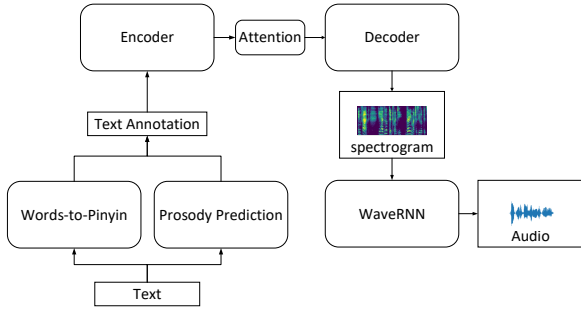 Encoder
Attention
Decoder
Text Annotation
spectrogram
Words-to-Pinyin
Prosody Prediction
WaveRNN
Audio
Text